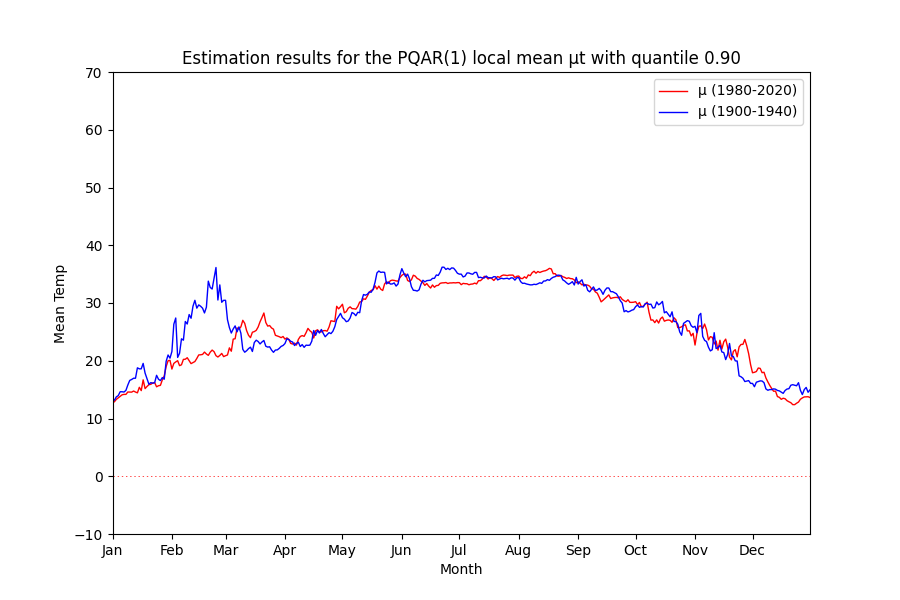 Estimation results for the PQAR(1) local mean μt with quantile 0.90
μ (1980-2020)
μ (1900-1940)
70
60
50
40
30
20
10
0
−10
Mean Temp
Jan Feb Mar Apr May Jun Jul Aug Sep Oct Nov Dec
Month